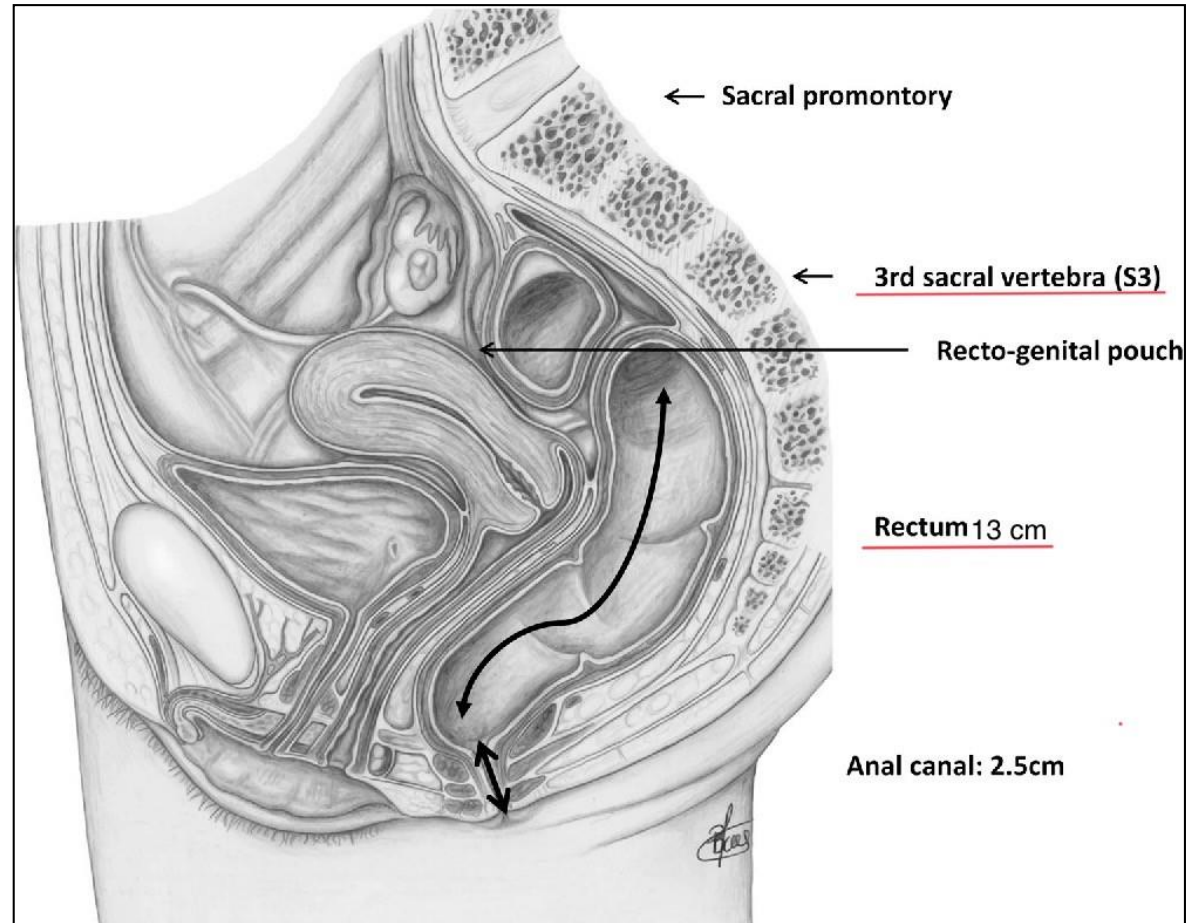 Sacral promontory
3rd sacral vertebra (S3)
Recto-genital pouch
Rectum 13 cm
Anal canal: 2.5cm